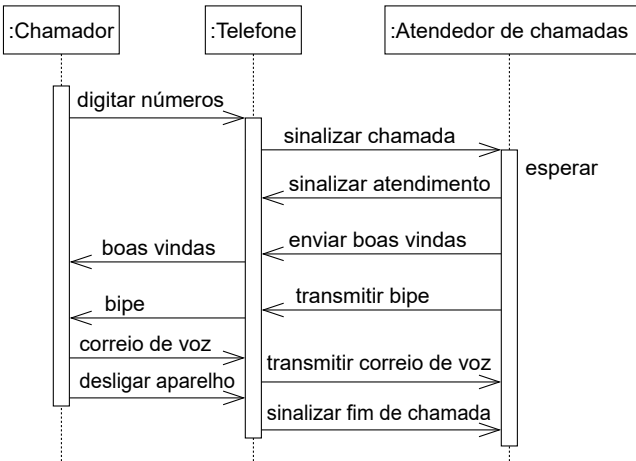 :Chamador
:Telefone
:Atendedor de chamadas
digitar números
sinalizar chamada
esperar
sinalizar atendimento
enviar boas vindas
boas vindas
transmitir bipe
bipe
correio de voz
transmitir correio de voz
desligar aparelho
sinalizar fim de chamada